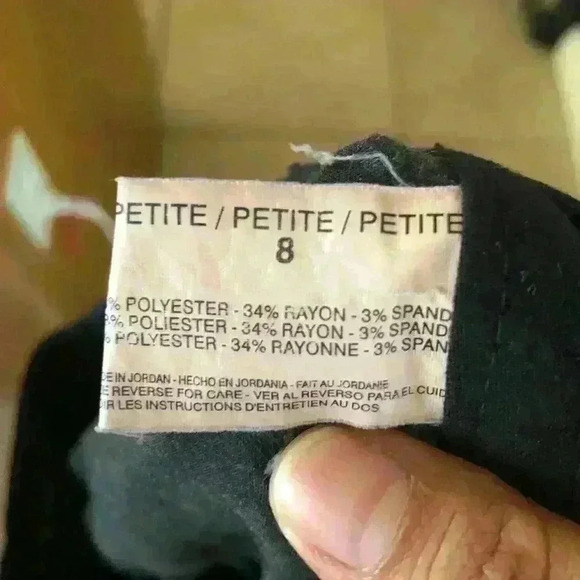 PETITE / PETITE / PETITE
8
% POLYESTER - 34% RAYON - 3% SPAND
% POLIESTER - 34% RAYON - 3% SPAND
POLYESTER - 34% RAYONNE - 3% SPAN
E IN JORDAN - HECHO EN JORDANIA - FAIT AU JORDANIE
E REVERSE FOR CARE - VER AL REVERSO PARA EL CUID
IR LES INSTRUCTIONS D'ENTRETIEN AU DOS